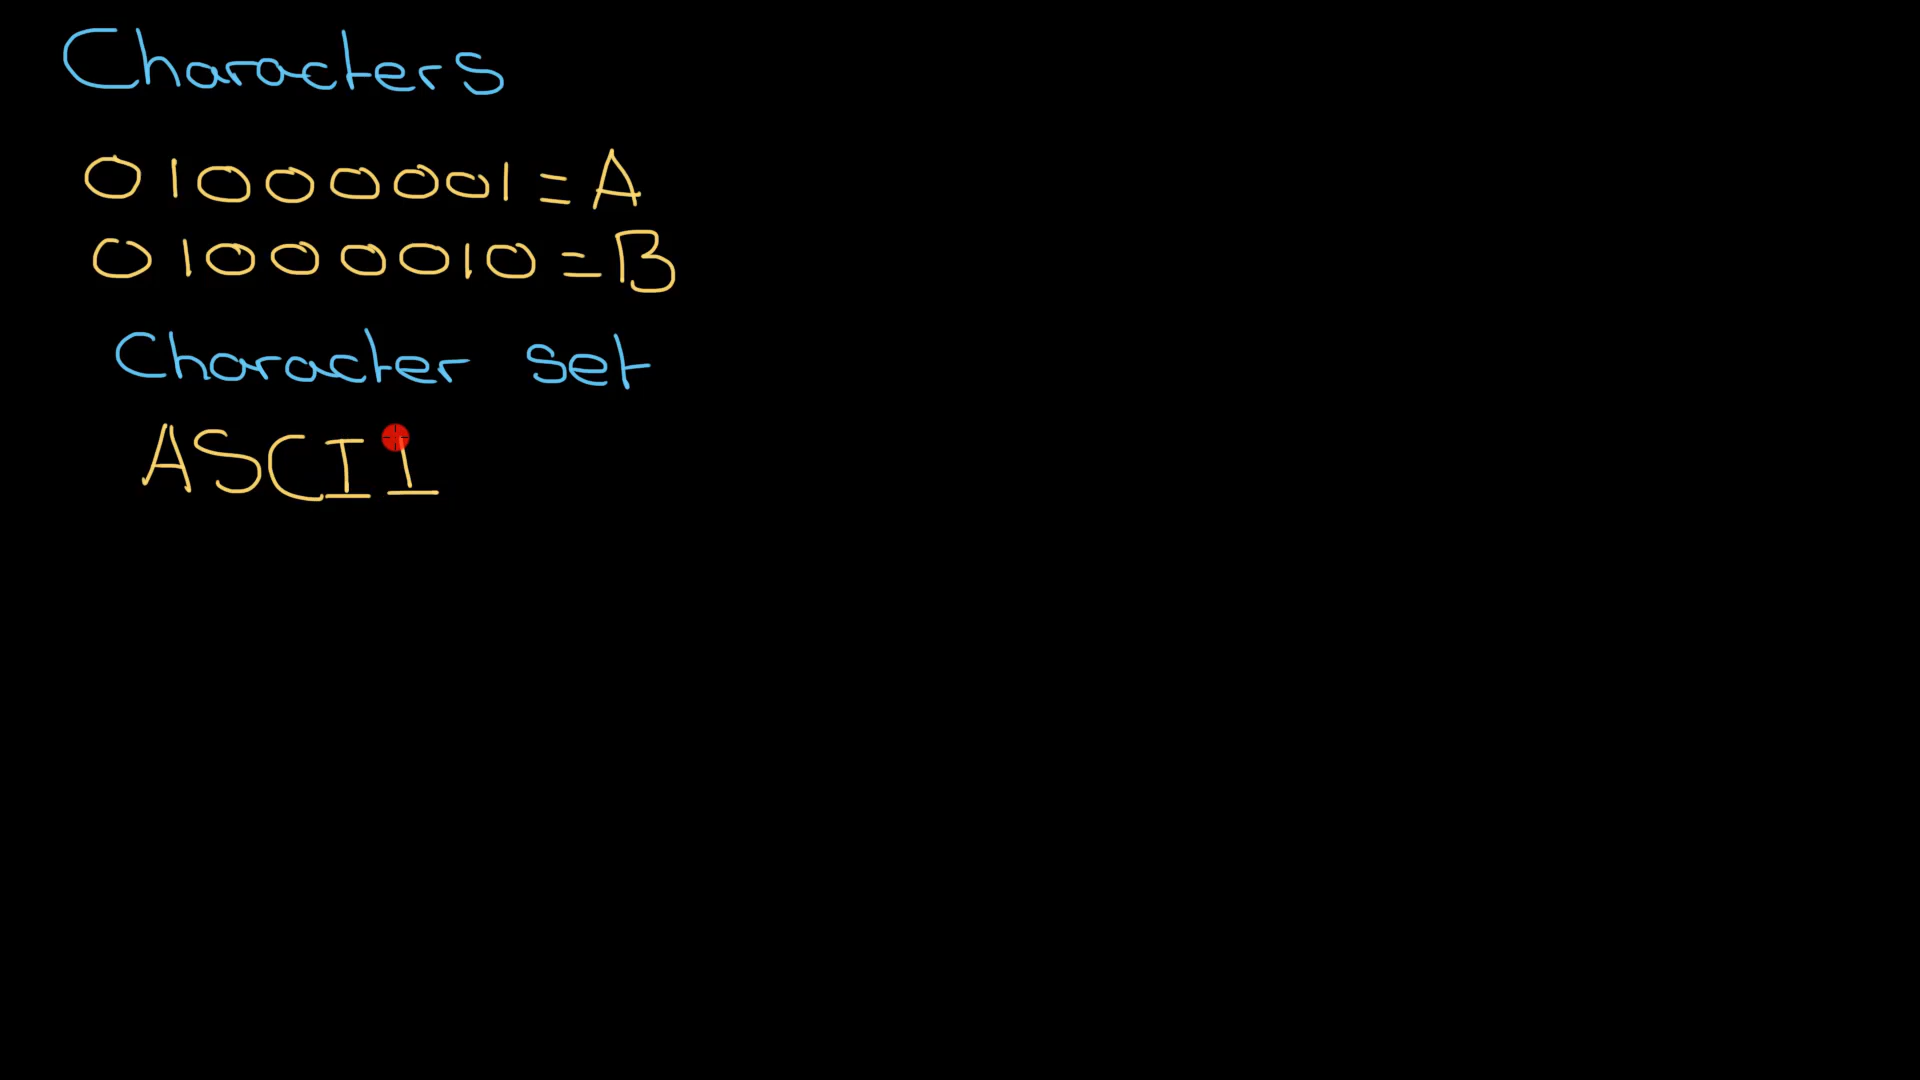 Characters
01000001=A
01000010=B
Character set
ASCII